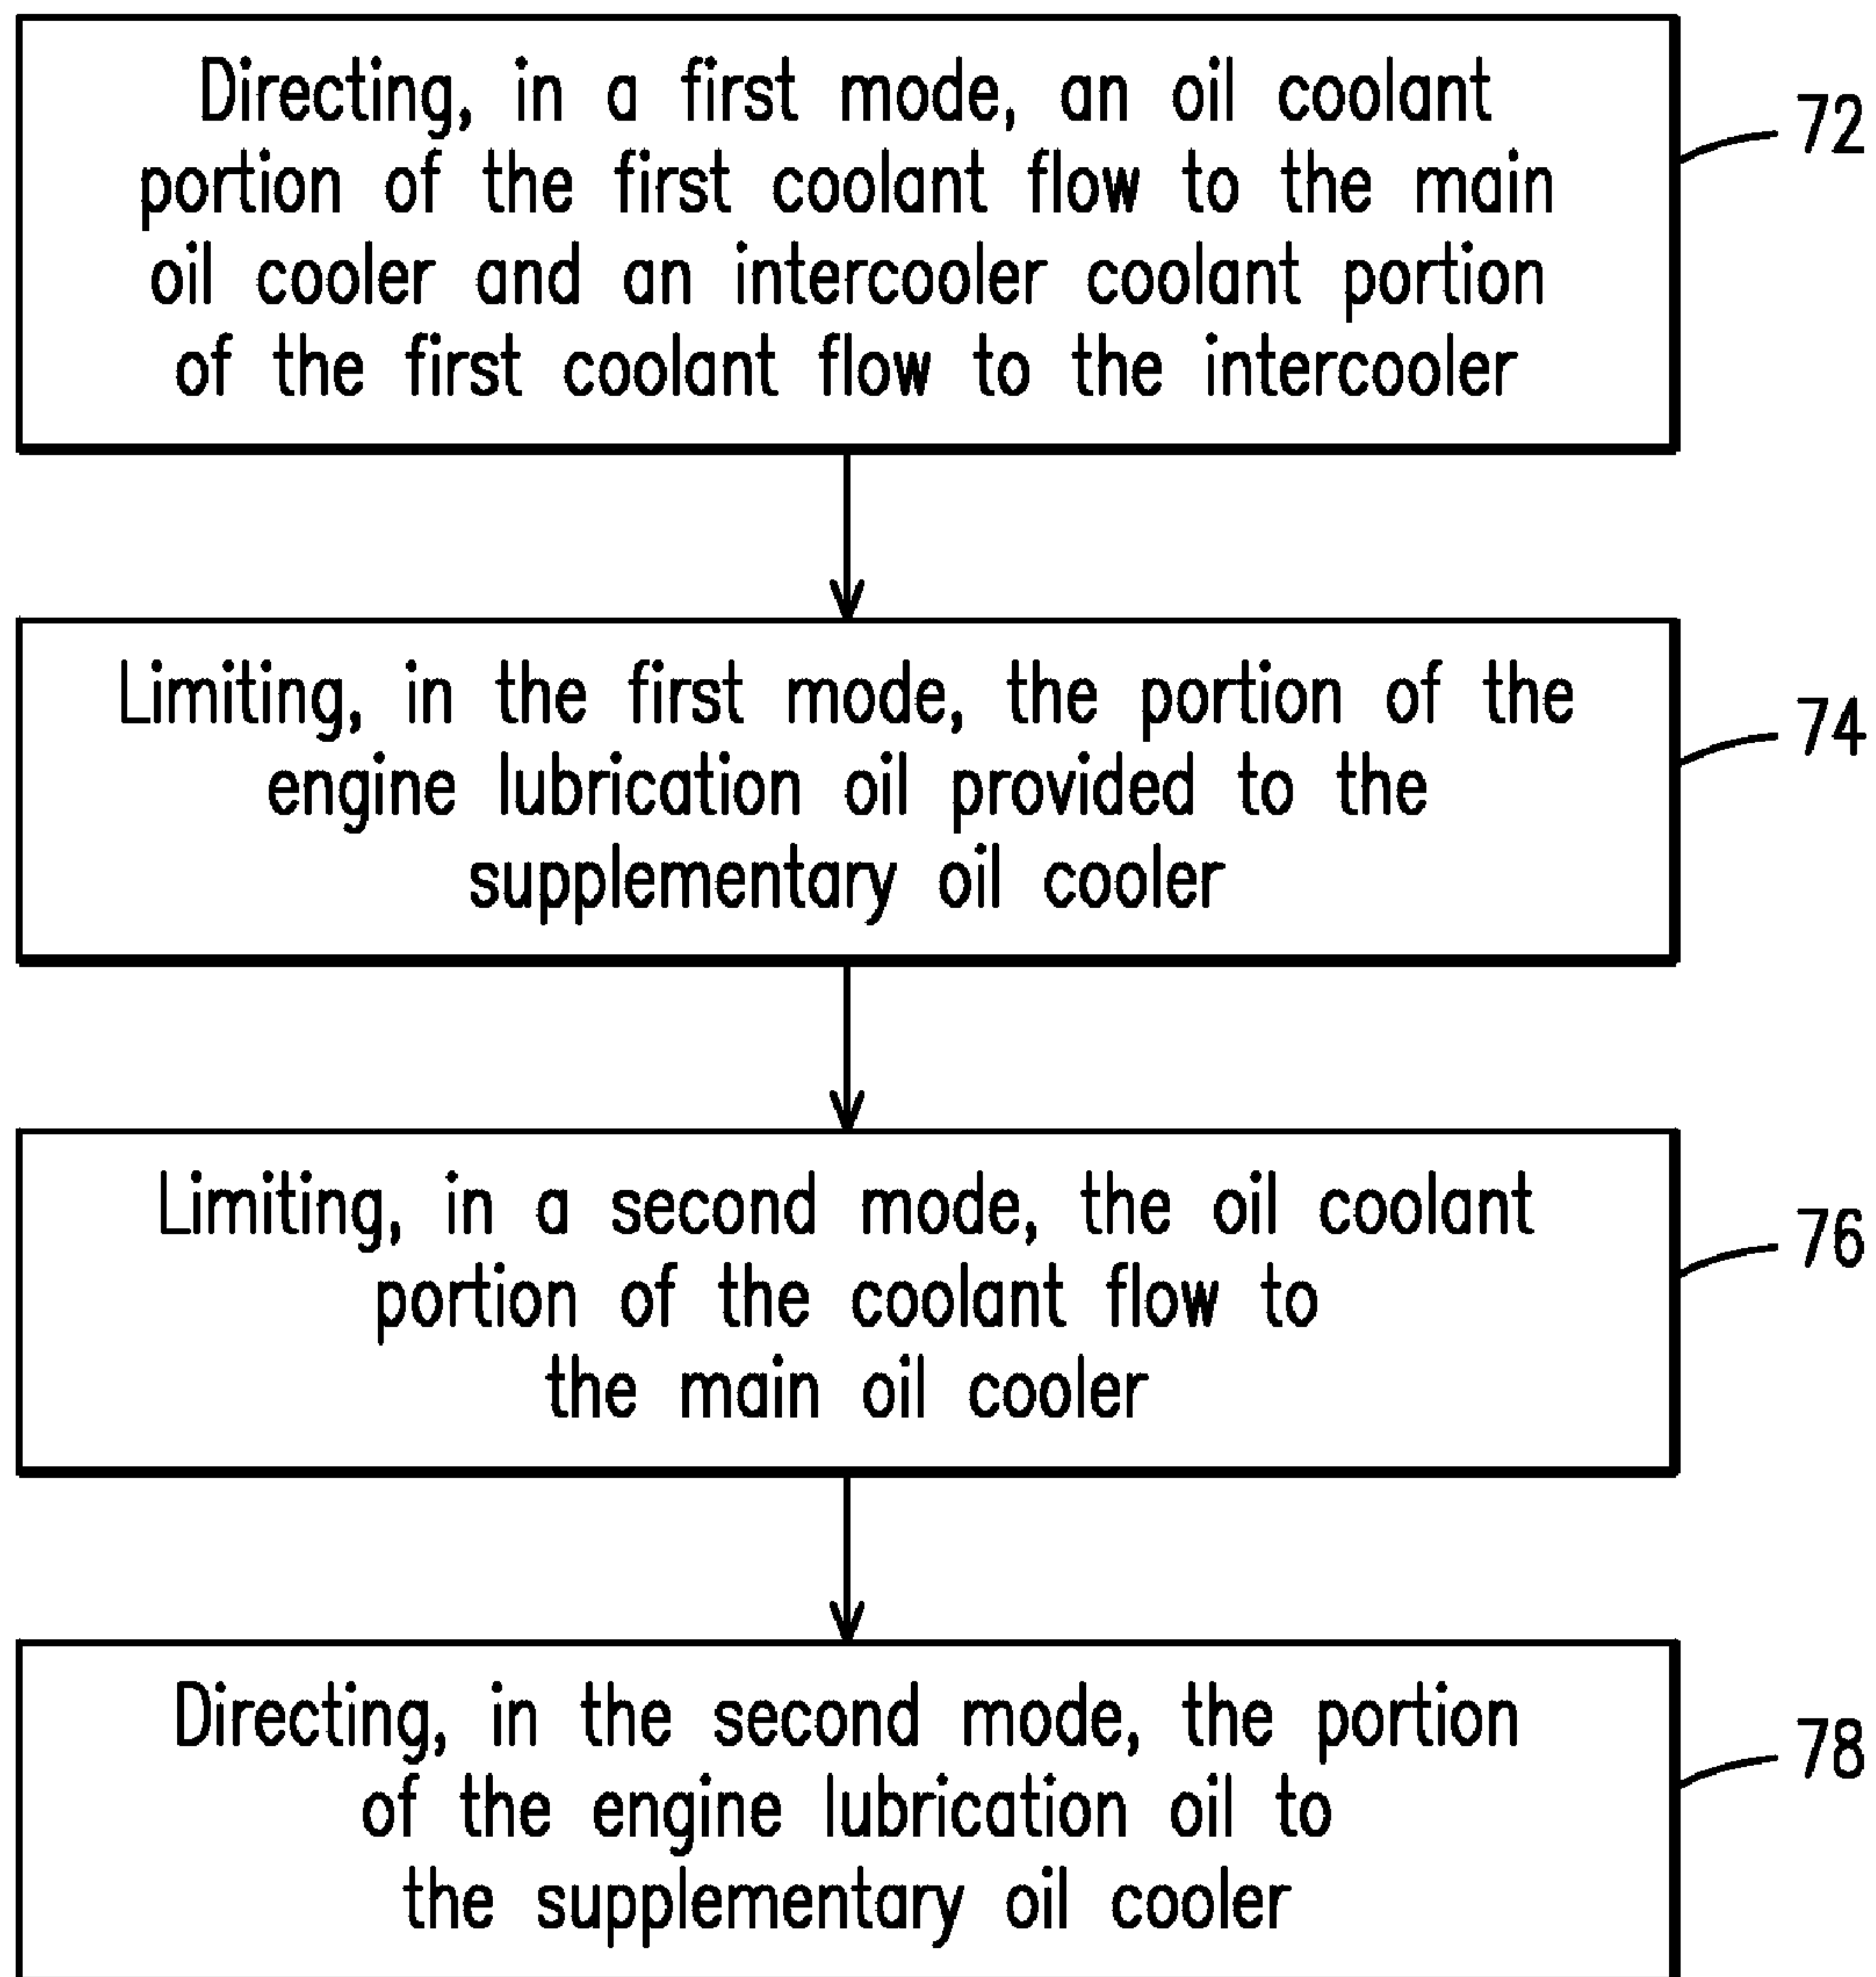 Directing, in a first mode, an oil coolant
portion of the first coolant flow to the main
oil cooler and an intercooler coolant portion
of the first coolant flow to the intercooler
72
Limiting, in the first mode, the portion of the
engine lubrication oil provided to the
supplementary oil cooler
74
Limiting, in a second mode, the oil coolant
portion of the coolant flow to
the main oil cooler
76
Directing, in the second mode, the portion
of the engine lubrication oil to
the supplementary oil cooler
78